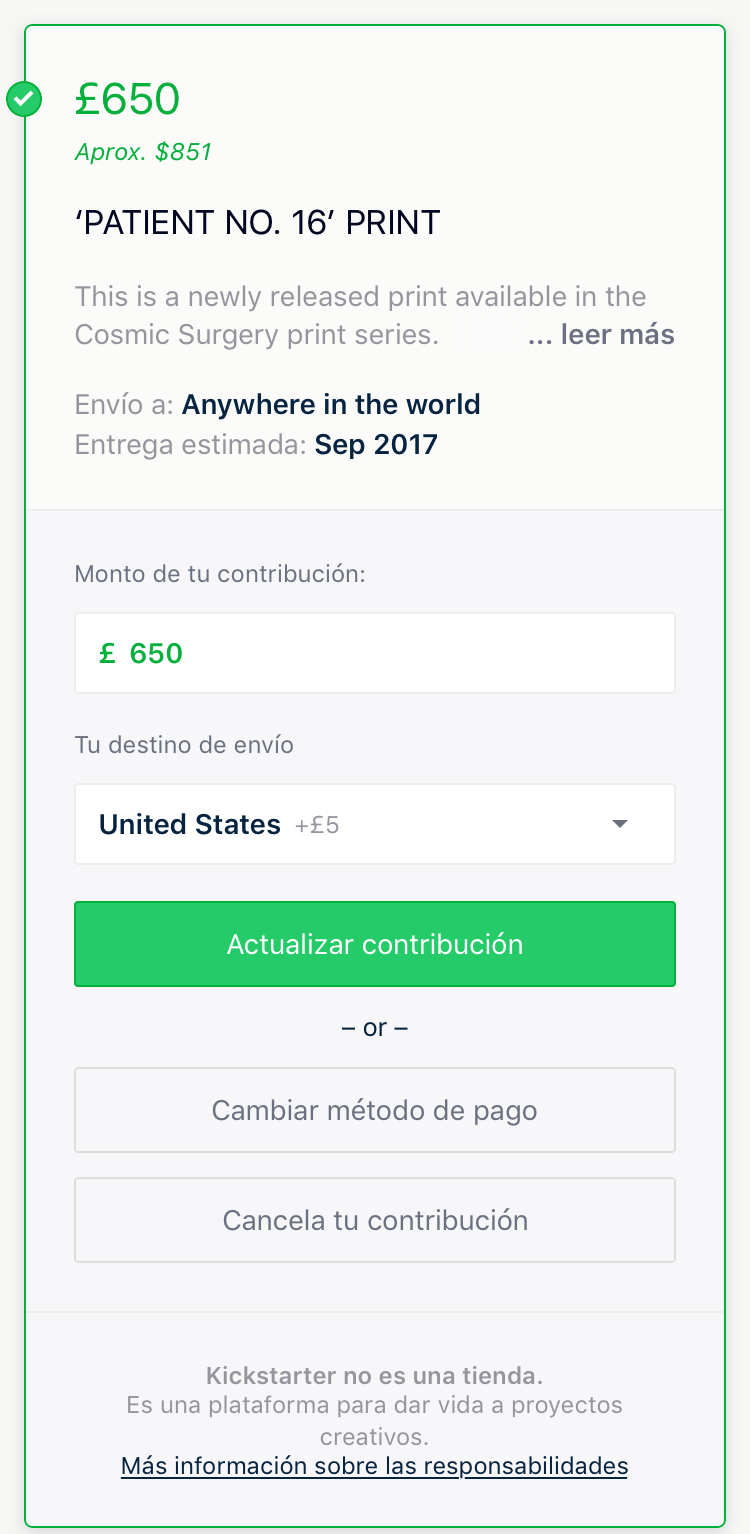 £650
Aprox. $851
‘PATIENT NO. 16’ PRINT
This is a newly released print available in the
Cosmic Surgery print series. ... leer más
Envío a: Anywhere in the world
Entrega estimada: Sep 2017
Monto de tu contribución:
£ 650
Tu destino de envío
United States +£5
Actualizar contribución
– or –
Cambiar método de pago
Cancela tu contribución
Kickstarter no es una tienda.
Es una plataforma para dar vida a proyectos
creativos.
Más información sobre las responsabilidades